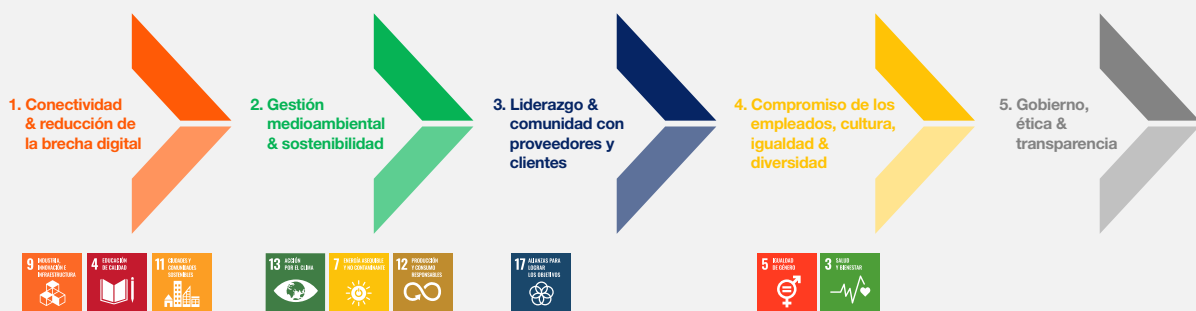 1. Conectividad
& reducción de
la brecha digital
2. Gestión
medioambiental
& sostenibilidad
3. Liderazgo &
comunidad con
proveedores y
clientes
4. Compromiso de los
empleados, cultura,
igualdad &
diversidad
5. Gobierno,
ética &
transparencia
9 INDUSTRIA,
INNOVACIÓN E
INFRAESTRUCTURA
4 EDUCACIÓN
DE CALIDAD
11 CIUDADES Y
COMUNIDADES
SOSTENIBLES
13 ACCIÓN
POR EL CLIMA
7 ENERGÍA ASEQUIBLE
Y NO CONTAMINANTE
12 PRODUCCIÓN
Y CONSUMO
RESPONSABLES
17 ALIANZAS PARA
LOGRAR
LOS OBJETIVOS
5 IGUALDAD
DE GÉNERO
3 SALUD
Y BIENESTAR